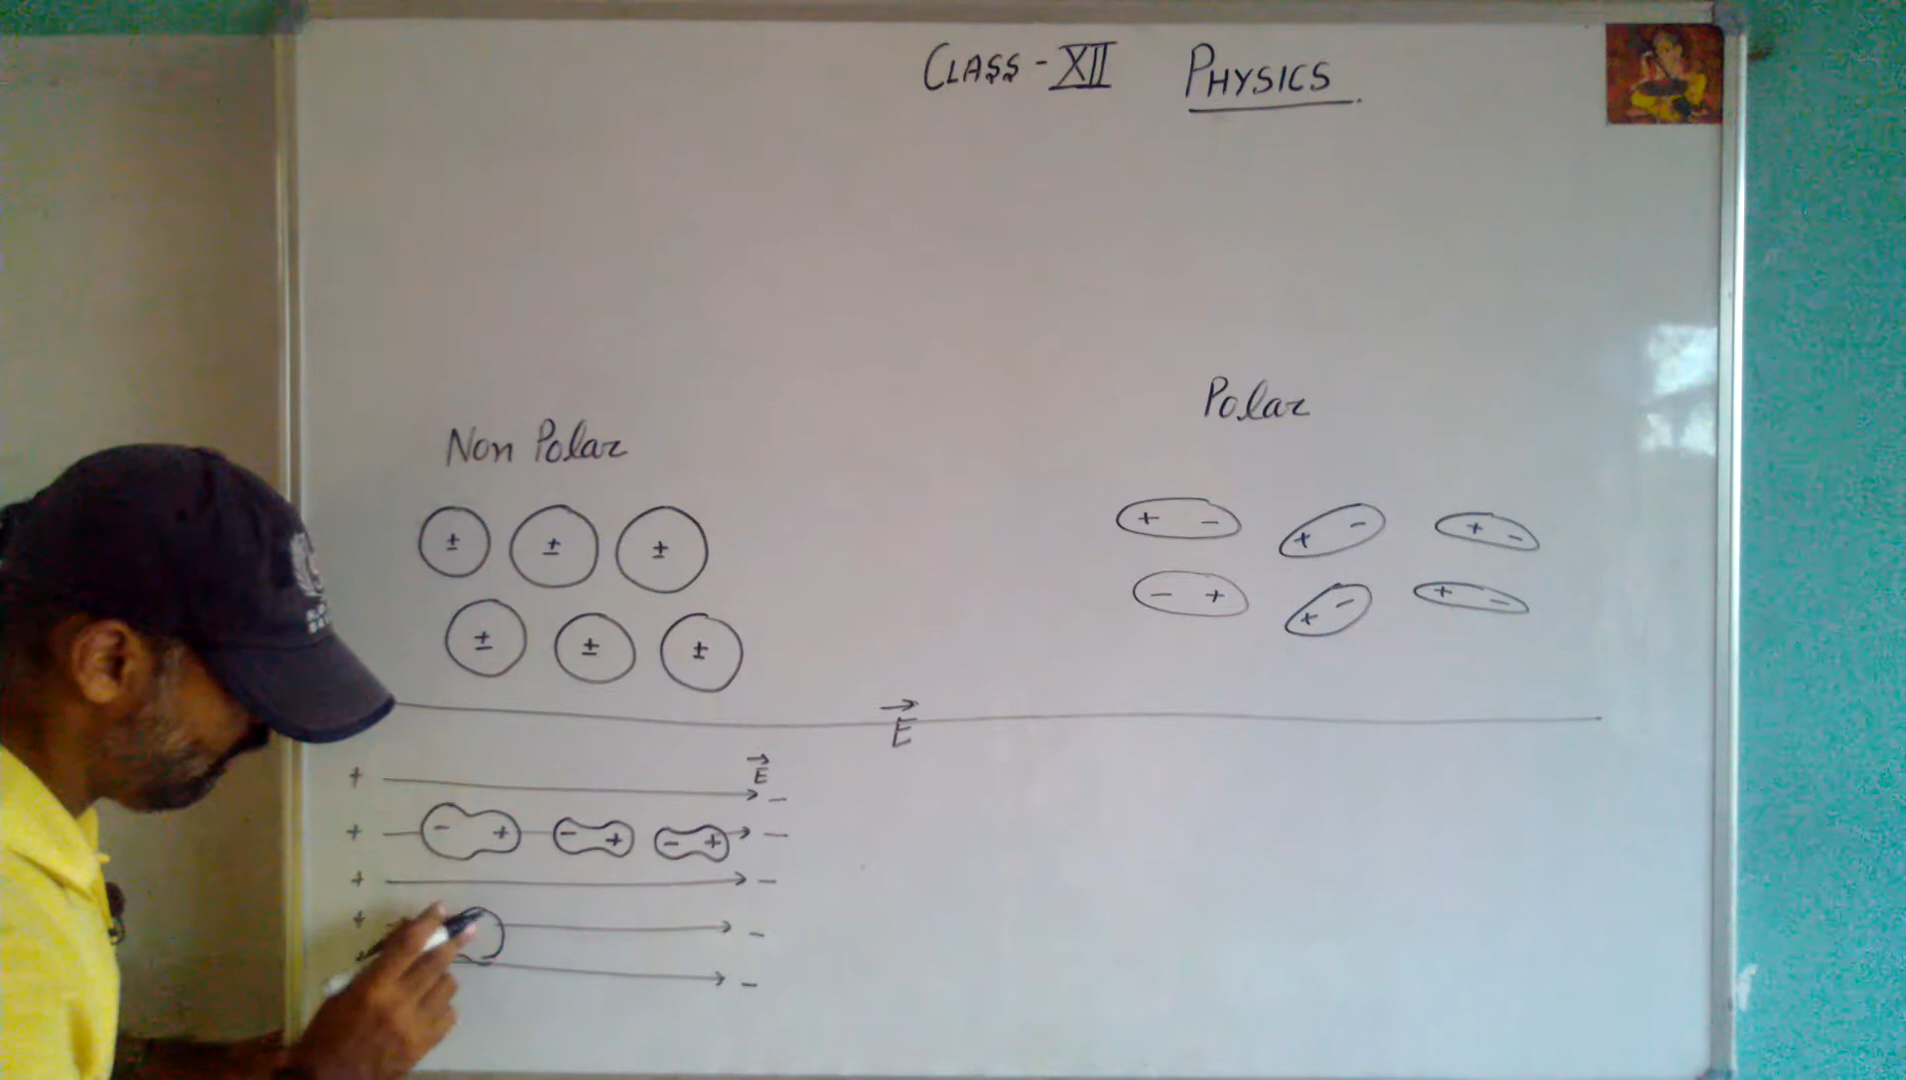 CLASS - XII PHYSICS
Polar
Non Polar
± ± ±
+ - + - + -
- + + - + -
± ± ±
E
+ E -
+ - + - + - + -
+ -
+ -
-